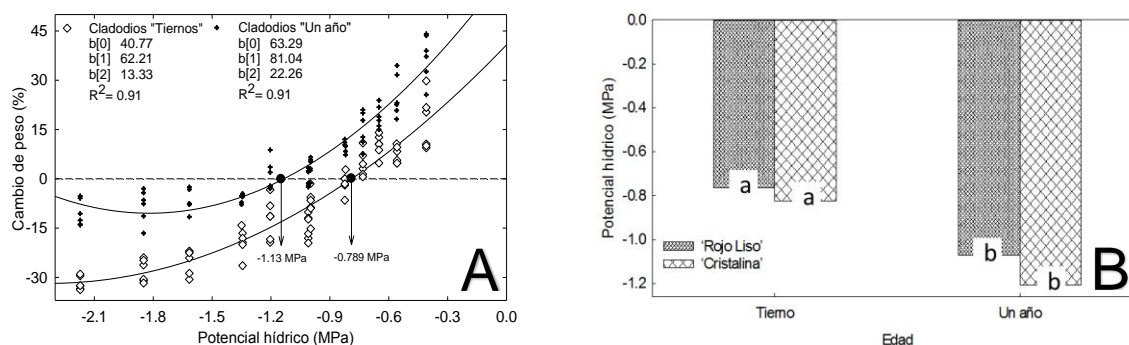 Cladodios "Tiernos"
b[0] 40.77
b[1] 62.21
b[2] 13.33
R2= 0.91
Cladodios "Un año"
b[0] 63.29
b[1] 81.04
b[2] 22.26
R2= 0.91
45
30
15
0
-15
-30
Cambio de peso (%)
-1.13 MPa
-0.789 MPa
A
-2.1 -1.8 -1.5 -1.2 -0.9 -0.6 -0.3 0.0
Potencial hídrico (MPa)
0.0
-0.2
-0.4
-0.6
-0.8
-1.0
-1.2
Potencial hídrico (MPa)
a a
b b
'Rojo Liso'
'Cristalina'
B
Tierno Un año
Edad